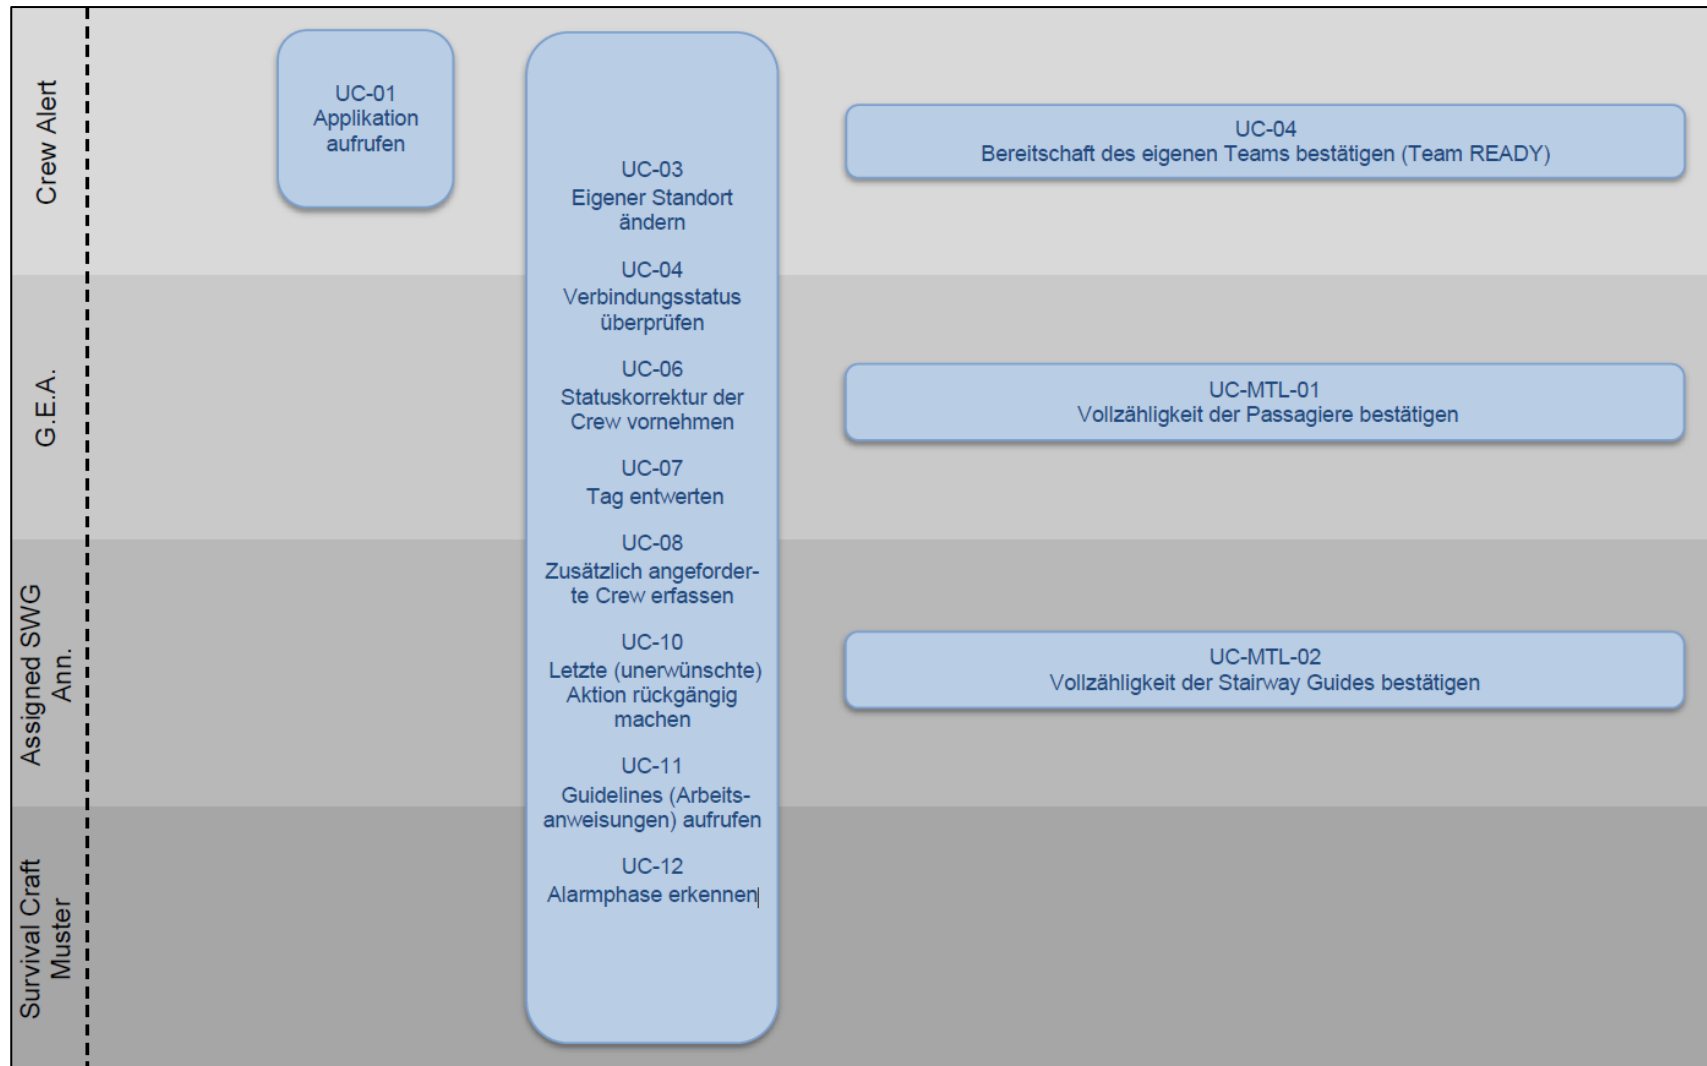 Crew Alert
UC-01
Applikation
aufrufen
UC-03
Eigener Standort
ändern
UC-04
Verbindungsstatus
überprüfen
UC-06
Statuskorrektur der
Crew vornehmen
UC-07
Tag entwerten
UC-08
Zusätzlich angeforder-
te Crew erfassen
UC-10
Letzte (unerwünschte)
Aktion rückgängig
machen
UC-11
Guidelines (Arbeits-
anweisungen) aufrufen
UC-12
Alarmphase erkennen
UC-04
Bereitschaft des eigenen Teams bestätigen (Team READY)
G.E.A.
UC-MTL-01
Vollzähligkeit der Passagiere bestätigen
Assigned SWG
Ann.
UC-MTL-02
Vollzähligkeit der Stairway Guides bestätigen
Survival Craft
Muster